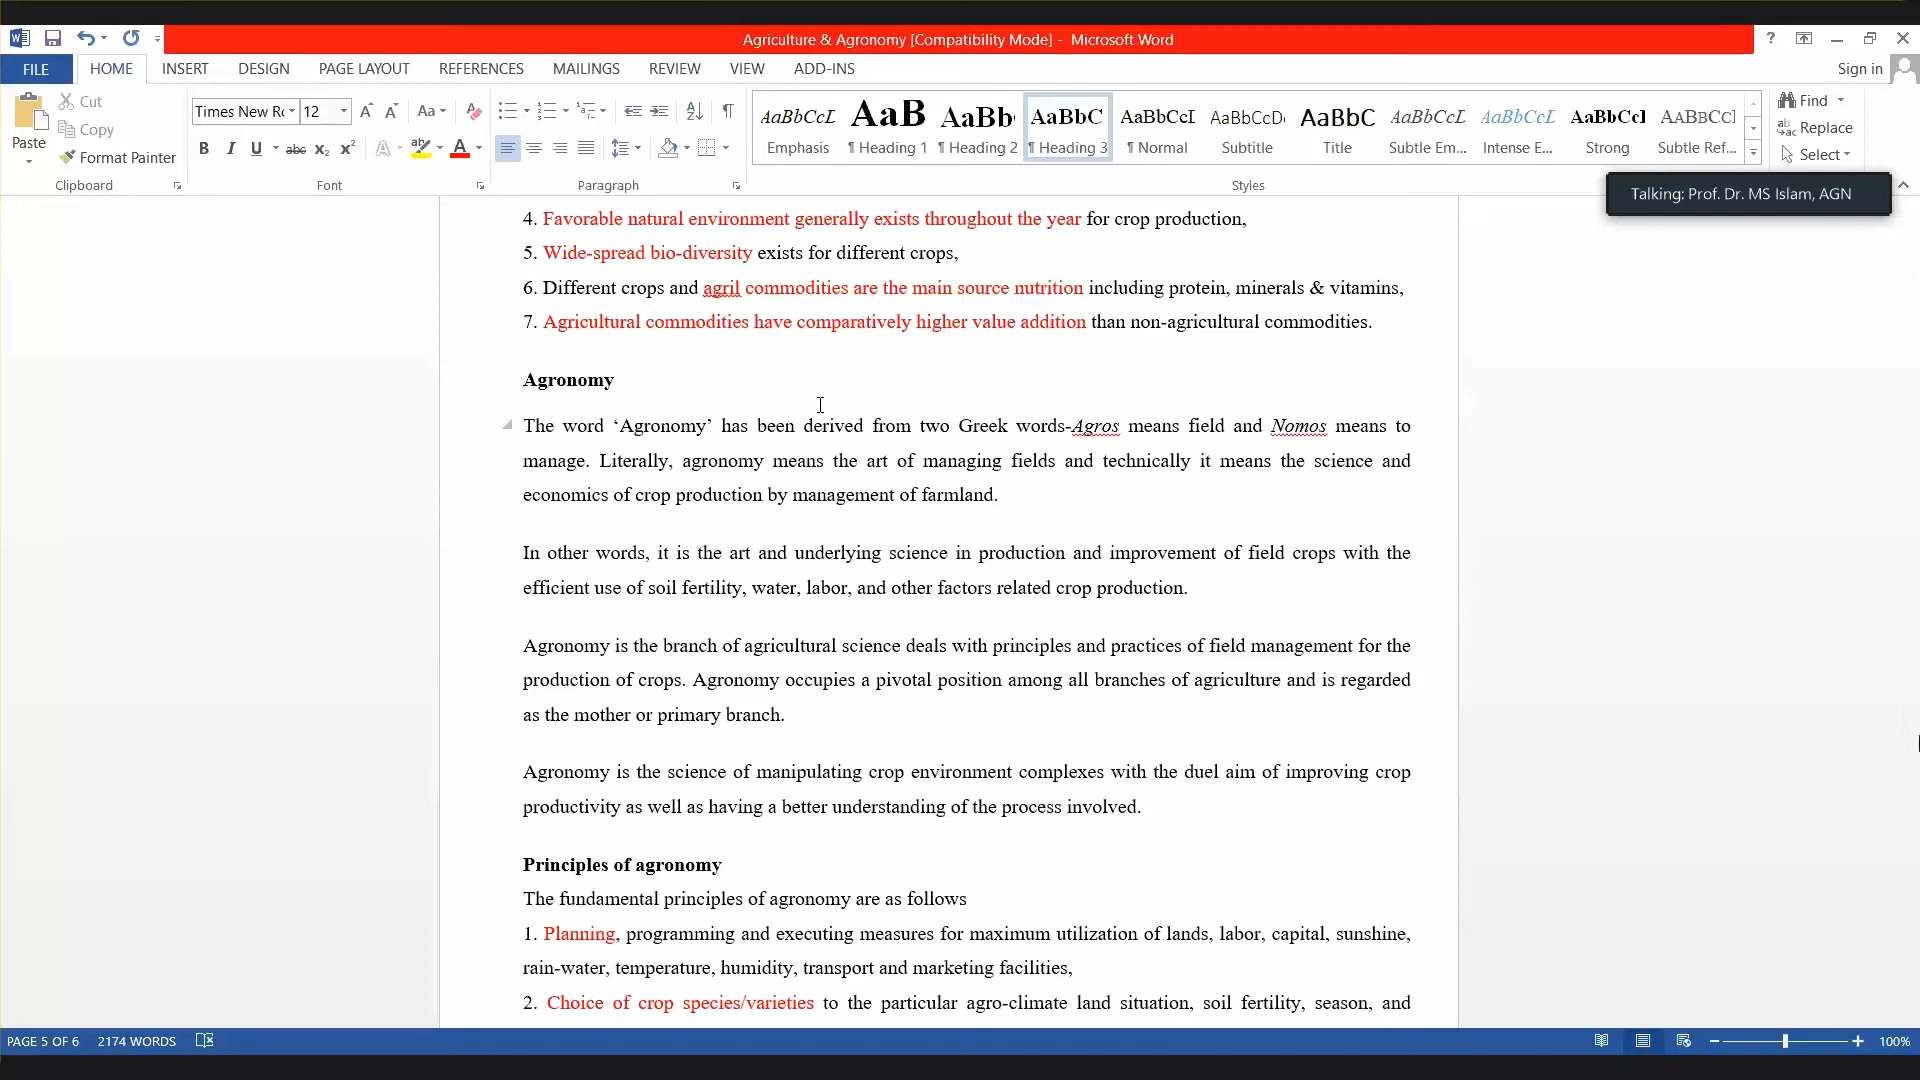 Agriculture & Agronomy [Compatibility Mode] - Microsoft Word
?
FILE HOME INSERT DESIGN PAGE LAYOUT REFERENCES MAILINGS REVIEW VIEW ADD-INS Sign in
Cut
Copy
Format Painter
Paste
Clipboard
Times New Ro 12
Font
Paragraph
AaBbCcL Emphasis
AaB ¶ Heading 1
AaBb ¶ Heading 2
AaBbC ¶ Heading 3
AaBbCcI ¶ Normal
AaBbCcD Subtitle
AaBbC Title
AaBbCcL Subtle Em...
AaBbCcL Intense E...
AaBbCcI Strong
AABBCCI Subtle Ref...
Styles
Find
Replace
Select
Talking: Prof. Dr. MS Islam, AGN
4. Favorable natural environment generally exists throughout the year for crop production,
5. Wide-spread bio-diversity exists for different crops,
6. Different crops and agril commodities are the main source nutrition including protein, minerals & vitamins,
7. Agricultural commodities have comparatively higher value addition than non-agricultural commodities.
Agronomy
The word ‘Agronomy’ has been derived from two Greek words-Agros means field and Nomos means to
manage. Literally, agronomy means the art of managing fields and technically it means the science and
economics of crop production by management of farmland.
In other words, it is the art and underlying science in production and improvement of field crops with the
efficient use of soil fertility, water, labor, and other factors related crop production.
Agronomy is the branch of agricultural science deals with principles and practices of field management for the
production of crops. Agronomy occupies a pivotal position among all branches of agriculture and is regarded
as the mother or primary branch.
Agronomy is the science of manipulating crop environment complexes with the duel aim of improving crop
productivity as well as having a better understanding of the process involved.
Principles of agronomy
The fundamental principles of agronomy are as follows
1. Planning, programming and executing measures for maximum utilization of lands, labor, capital, sunshine,
rain-water, temperature, humidity, transport and marketing facilities,
2. Choice of crop species/varieties to the particular agro-climate land situation, soil fertility, season, and
PAGE 5 OF 6 2174 WORDS 100%